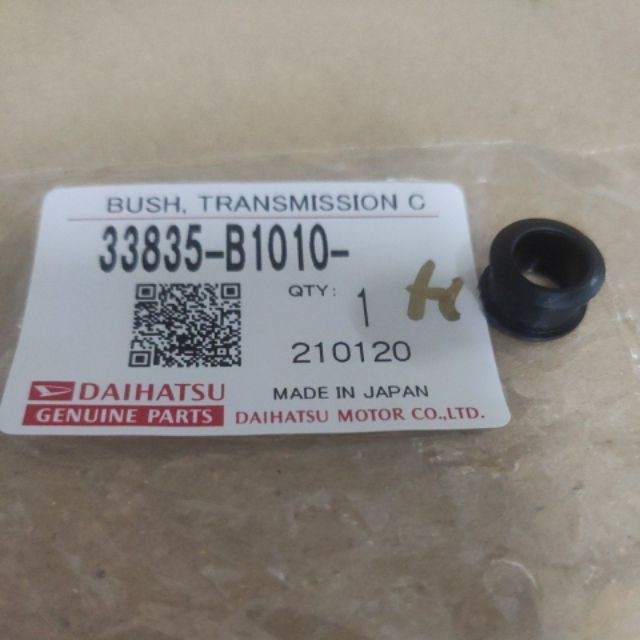 BUSH, TRANSMISSION C
33835-B1010-
QTY: 1
210120
DAIHATSU
GENUINE PARTS
MADE IN JAPAN
DAIHATSU MOTOR CO.,LTD.